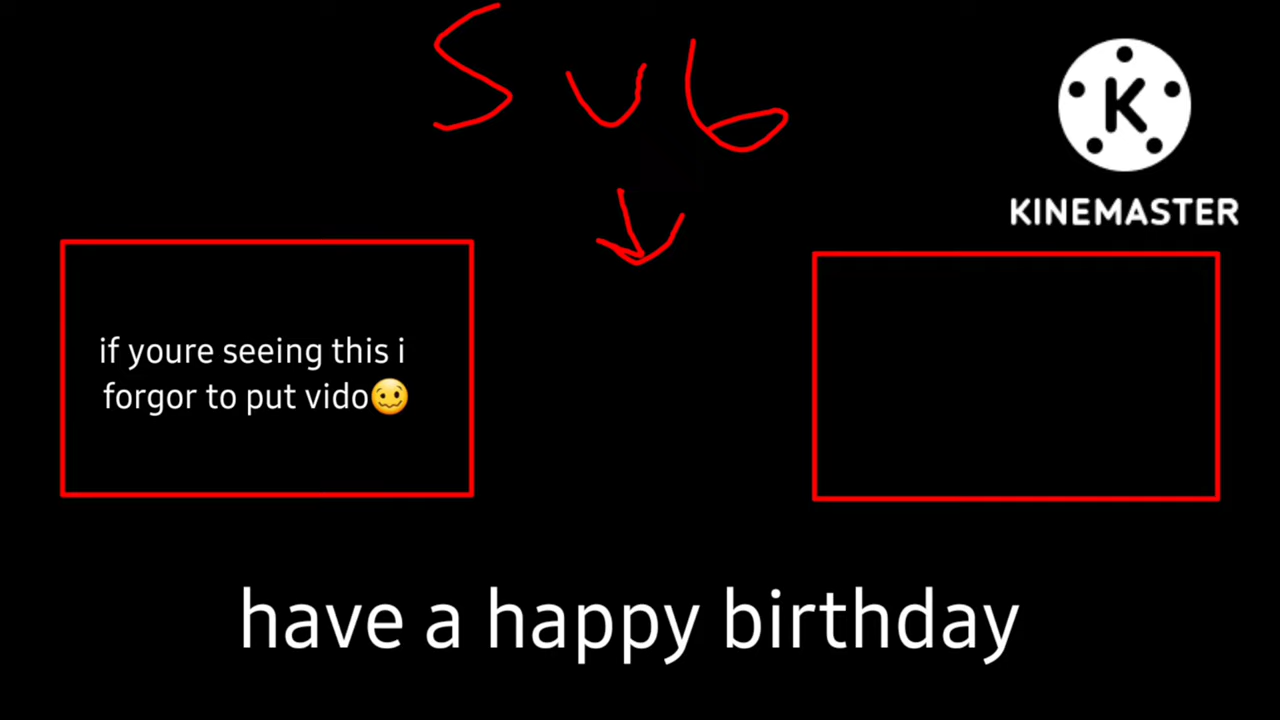 Sub
KINEMASTER
if youre seeing this i
forgor to put vido🥴
have a happy birthday